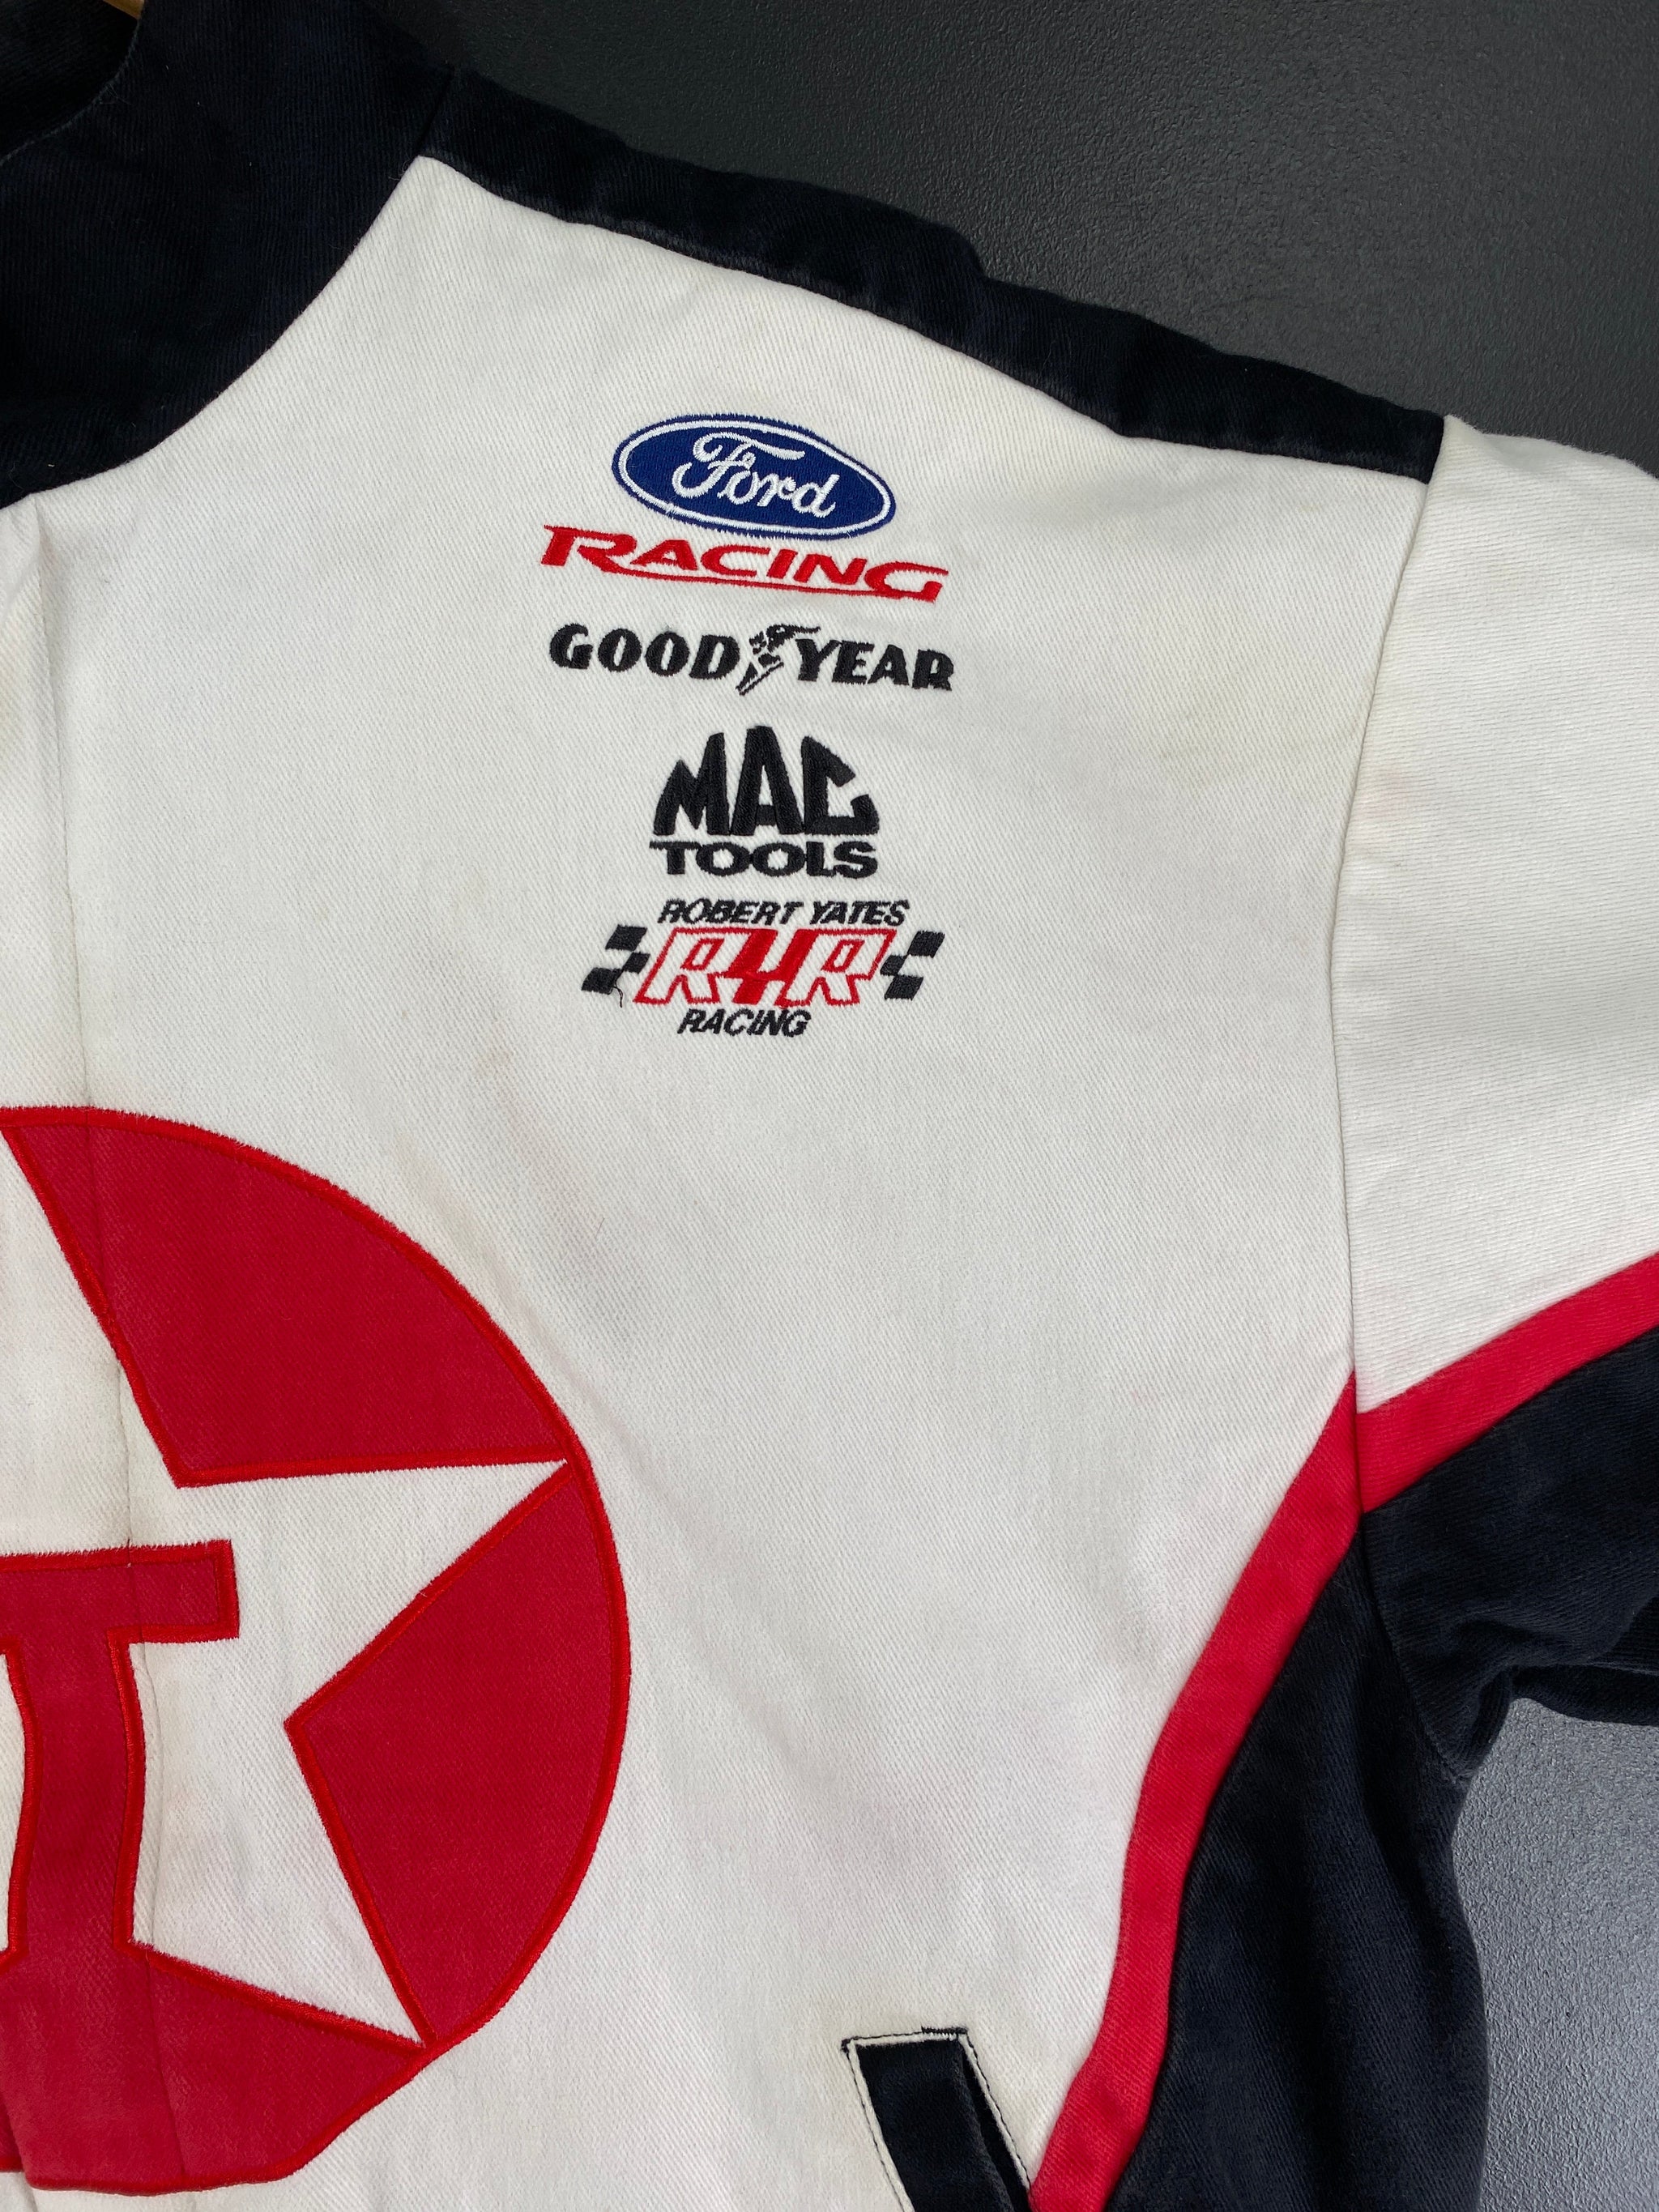 Ford
RACING
GOODYEAR
MAC
TOOLS
ROBERT YATES
RYR
RACING
T